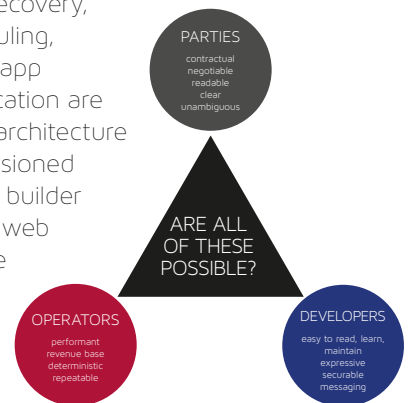 ecovery,
uling,
app
cation are
architecture
sioned
builder
web
e
PARTIES
contractual
negotiable
readable
clear
unambiguous
ARE ALL
OF THESE
POSSIBLE?
OPERATORS
performant
revenue base
deterministic
repeatable
DEVELOPERS
easy to read, learn,
maintain
expressive
securable
messaging